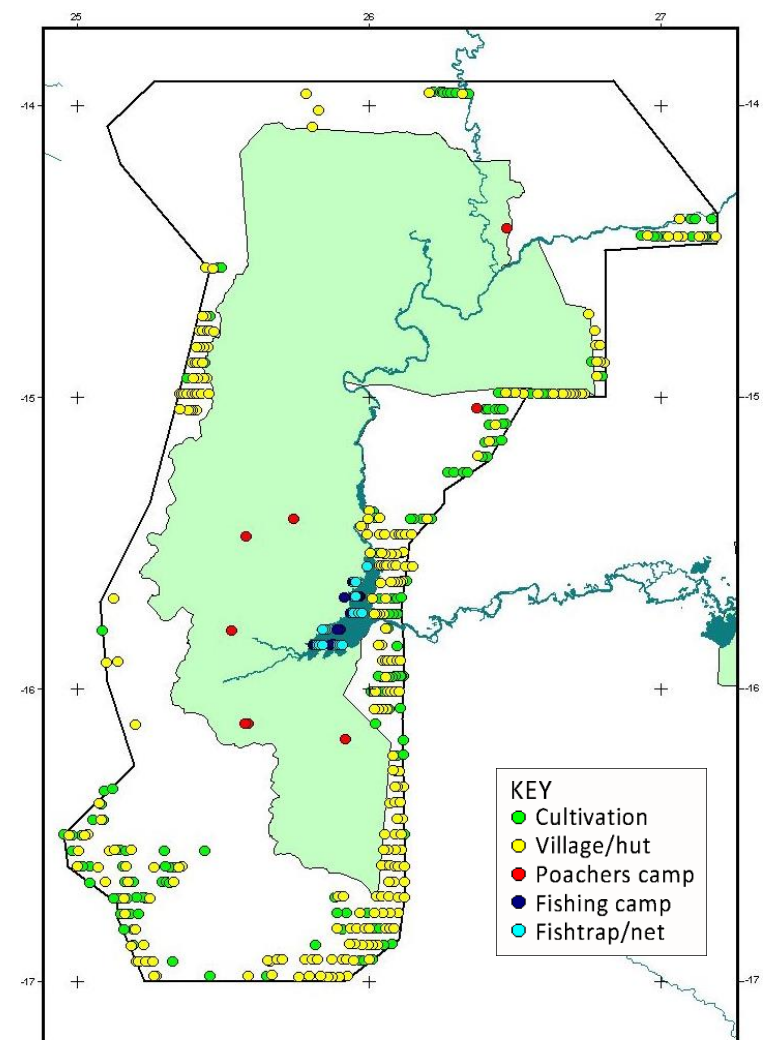 25 26 27
-14 -14
-15 -15
-16 -16
KEY
Cultivation
Village/hut
Poachers camp
Fishing camp
Fishtrap/net
-17 -17